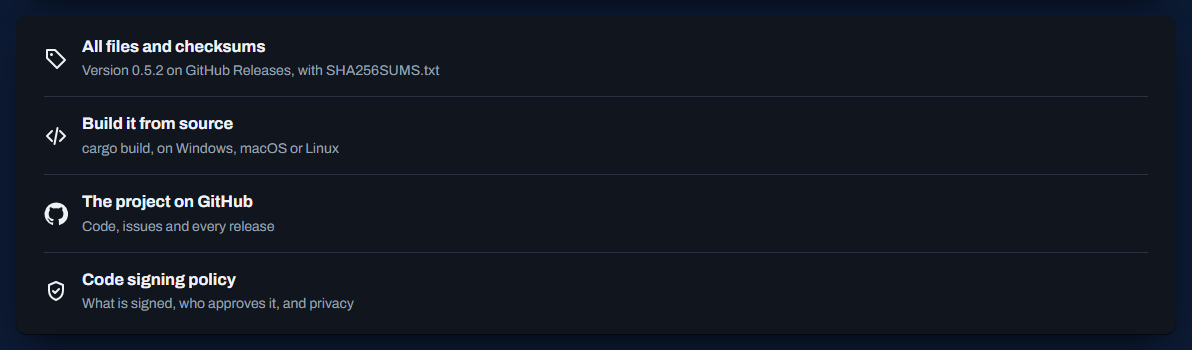 All files and checksums
Version 0.5.2 on GitHub Releases, with SHA256SUMS.txt
Build it from source
cargo build, on Windows, macOS or Linux
The project on GitHub
Code, issues and every release
Code signing policy
What is signed, who approves it, and privacy